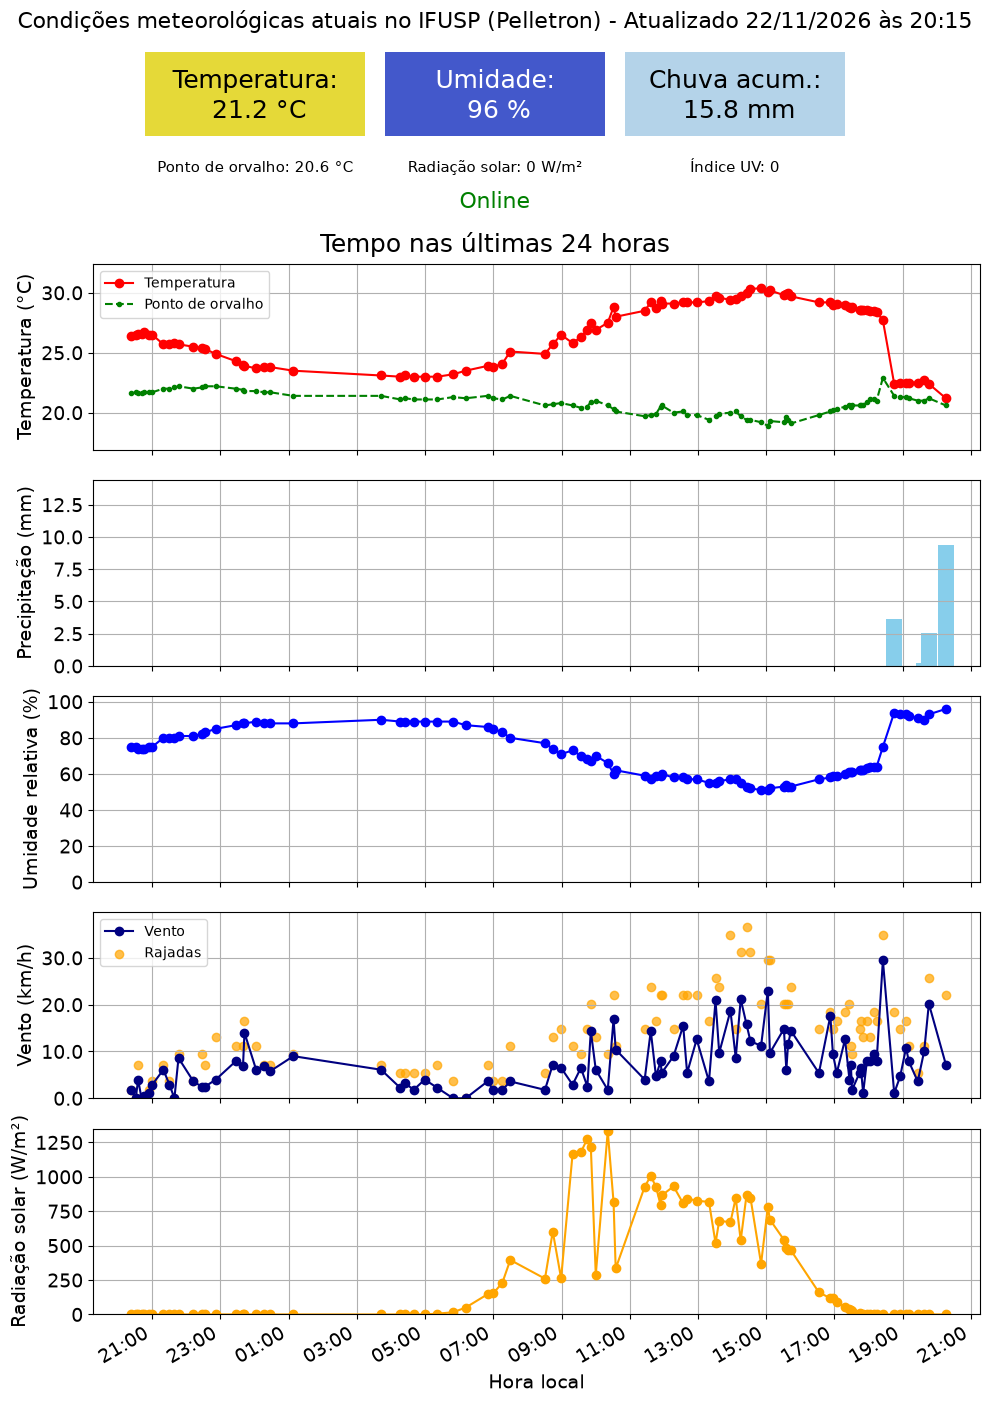 Condições meteorológicas atuais no IFUSP (Pelletron) - Atualizado 22/11/2026 às 20:15
Temperatura:
21.2 °C
Umidade:
96 %
Chuva acum.:
15.8 mm
Ponto de orvalho: 20.6 °C
Radiação solar: 0 W/m²
Índice UV: 0
Online
Tempo nas últimas 24 horas
Temperatura (°C)
30.0
25.0
20.0
Temperatura
Ponto de orvalho
Precipitação (mm)
12.5
10.0
7.5
5.0
2.5
0.0
Umidade relativa (%)
100
80
60
40
20
0
Vento (km/h)
30.0
20.0
10.0
0.0
Vento
Rajadas
Radiação solar (W/m²)
1250
1000
750
500
250
0
21:00
23:00
01:00
03:00
05:00
07:00
09:00
11:00
13:00
15:00
17:00
19:00
21:00
Hora local